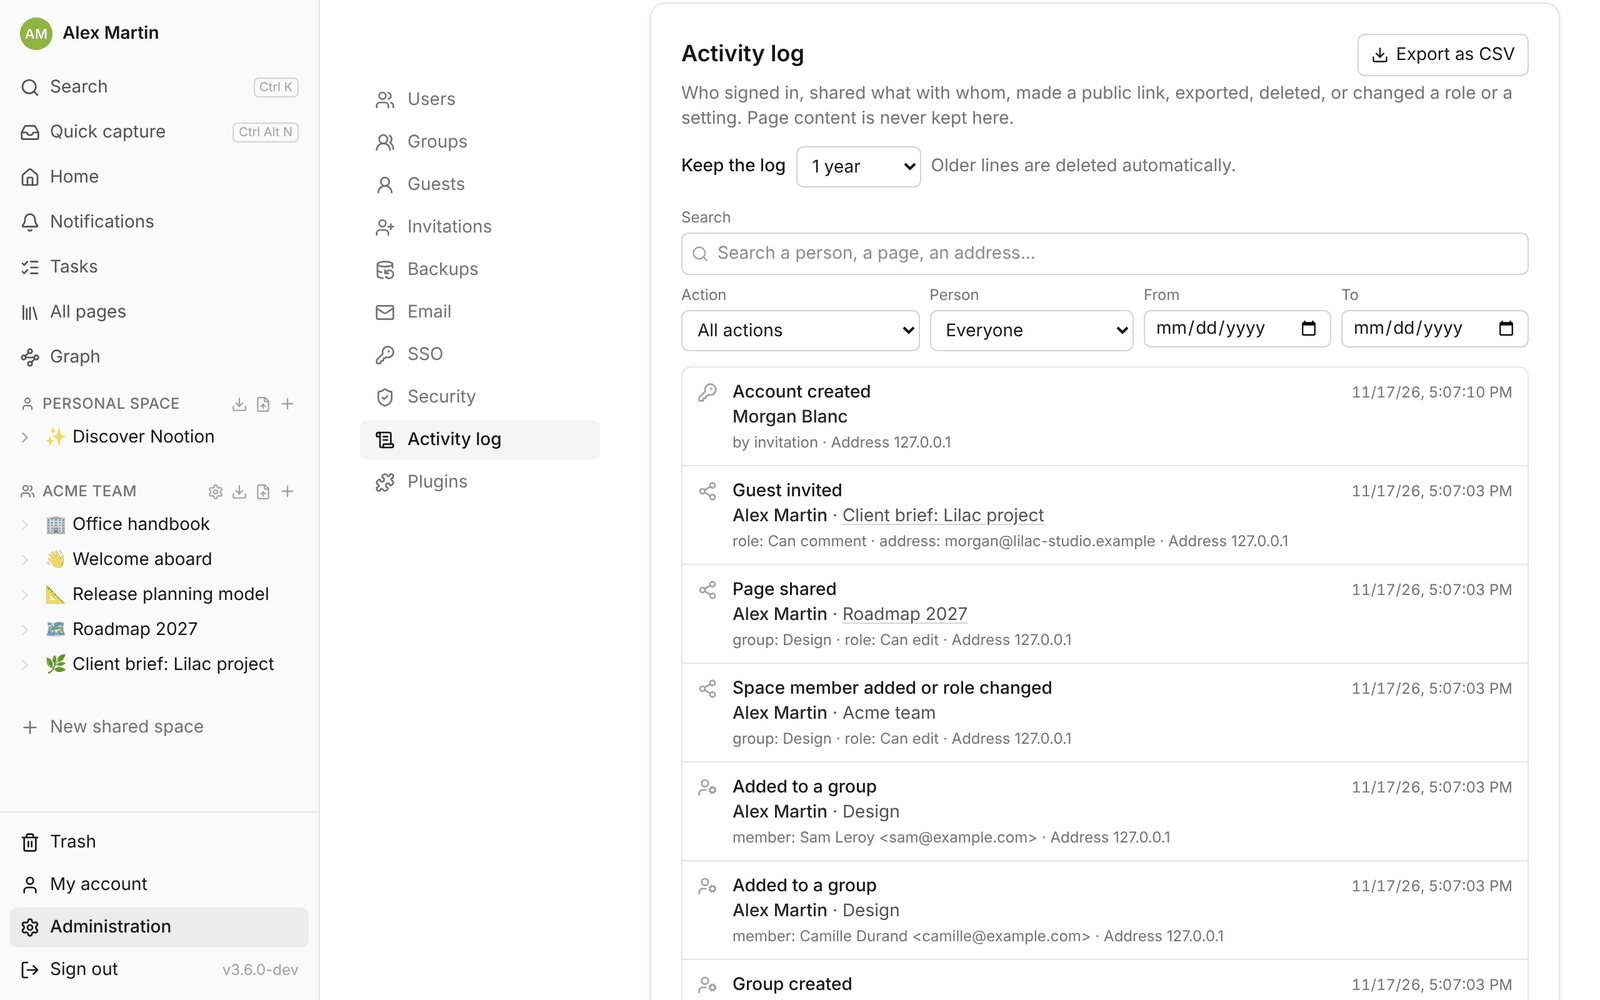 AM Alex Martin
Search Ctrl K
Quick capture Ctrl Alt N
Home
Notifications
Tasks
All pages
Graph
PERSONAL SPACE
Discover Nootion
ACME TEAM
Office handbook
Welcome aboard
Release planning model
Roadmap 2027
Client brief: Lilac project
New shared space
Trash
My account
Administration
Sign out v3.6.0-dev
Users
Groups
Guests
Invitations
Backups
Email
SSO
Security
Activity log
Plugins
Activity log
Export as CSV
Who signed in, shared what with whom, made a public link, exported, deleted, or changed a role or a
setting. Page content is never kept here.
Keep the log 1 year Older lines are deleted automatically.
Search
Search a person, a page, an address...
Action Person From To
All actions Everyone mm/dd/yyyy mm/dd/yyyy
Account created 11/17/26, 5:07:10 PM
Morgan Blanc
by invitation · Address 127.0.0.1
Guest invited 11/17/26, 5:07:03 PM
Alex Martin · Client brief: Lilac project
role: Can comment · address: morgan@lilac-studio.example · Address 127.0.0.1
Page shared 11/17/26, 5:07:03 PM
Alex Martin · Roadmap 2027
group: Design · role: Can edit · Address 127.0.0.1
Space member added or role changed 11/17/26, 5:07:03 PM
Alex Martin · Acme team
group: Design · role: Can edit · Address 127.0.0.1
Added to a group 11/17/26, 5:07:03 PM
Alex Martin · Design
member: Sam Leroy <sam@example.com> · Address 127.0.0.1
Added to a group 11/17/26, 5:07:03 PM
Alex Martin · Design
member: Camille Durand <camille@example.com> · Address 127.0.0.1
Group created 11/17/26, 5:07:03 PM